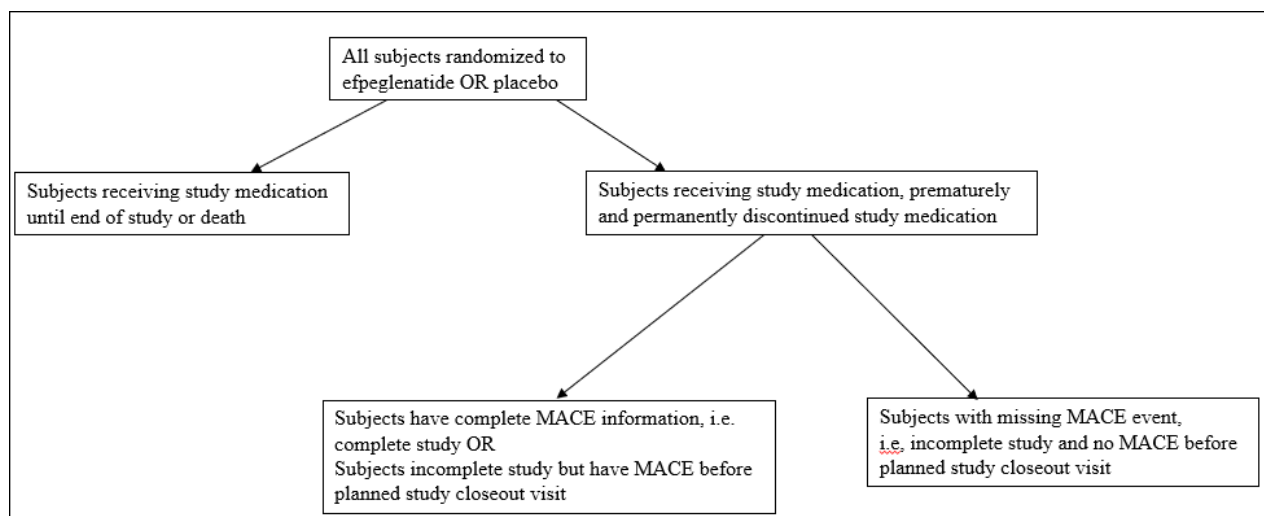 All subjects randomized to
efpeglenatide OR placebo
Subjects receiving study medication
until end of study or death
Subjects receiving study medication, prematurely
and permanently discontinued study medication
Subjects have complete MACE information, i.e.
complete study OR
Subjects incomplete study but have MACE before
planned study closeout visit
Subjects with missing MACE event,
i.e, incomplete study and no MACE before
planned study closeout visit